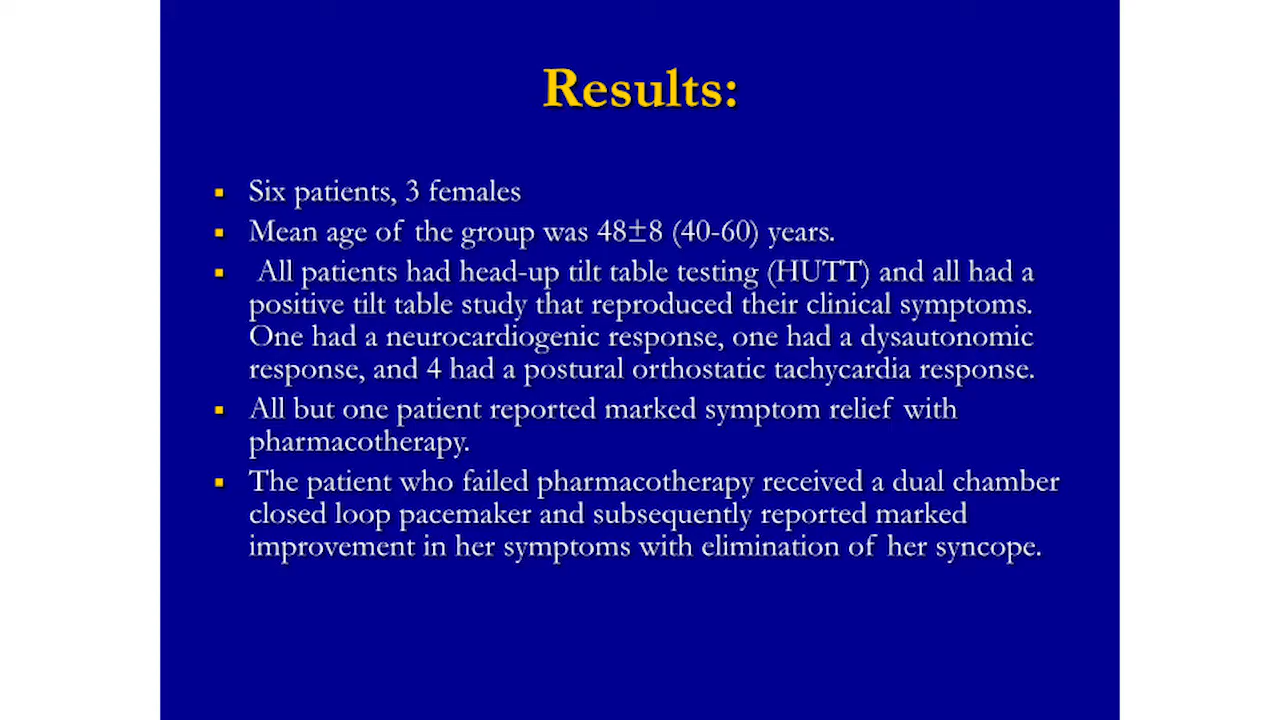 Results:
Six patients, 3 females
Mean age of the group was 48±8 (40-60) years.
All patients had head-up tilt table testing (HUTT) and all had a
positive tilt table study that reproduced their clinical symptoms.
One had a neurocardiogenic response, one had a dysautonomic
response, and 4 had a postural orthostatic tachycardia response.
All but one patient reported marked symptom relief with
pharmacotherapy.
The patient who failed pharmacotherapy received a dual chamber
closed loop pacemaker and subsequently reported marked
improvement in her symptoms with elimination of her syncope.